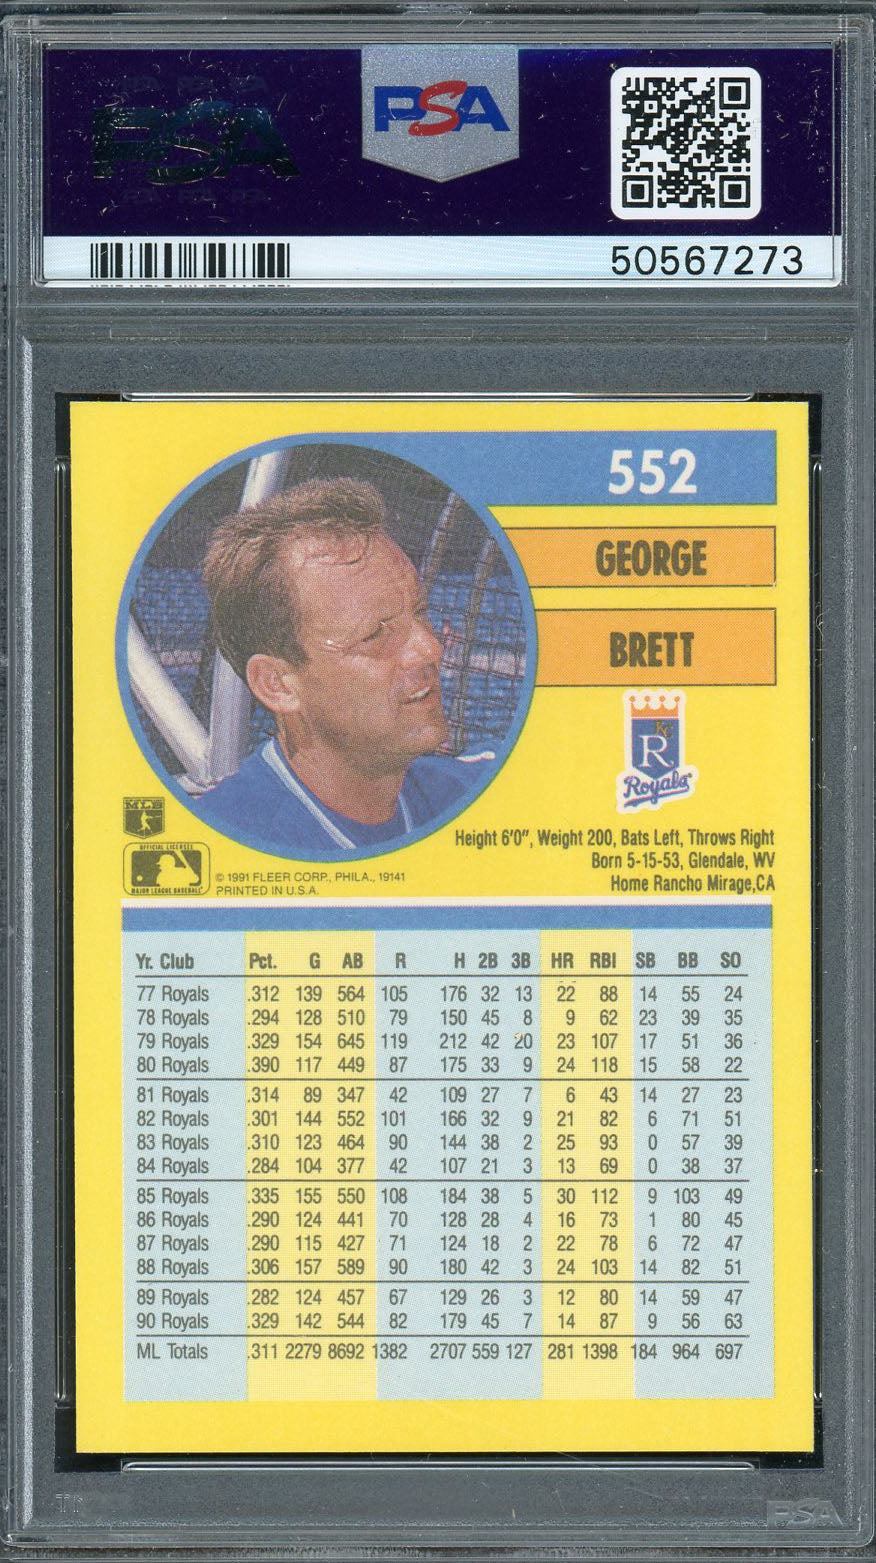 PSA
PSA
50567273
552
GEORGE
BRETT
KC
R
Royals
MLB
OFFICIAL LICENSEE
MAJOR LEAGUE BASEBALL
© 1991 FLEER CORP., PHILA., 19141
PRINTED IN U.S.A.
Height 6'0", Weight 200, Bats Left, Throws Right
Born 5-15-53, Glendale, WV
Home Rancho Mirage,CA
Yr. Club Pct. G AB R H 2B 3B HR RBI SB BB SO
77 Royals .312 139 564 105 176 32 13 22 88 14 55 24
78 Royals .294 128 510 79 150 45 8 9 62 23 39 35
79 Royals .329 154 645 119 212 42 20 23 107 17 51 36
80 Royals .390 117 449 87 175 33 9 24 118 15 58 22
81 Royals .314 89 347 42 109 27 7 6 43 14 27 23
82 Royals .301 144 552 101 166 32 9 21 82 6 71 51
83 Royals .310 123 464 90 144 38 2 25 93 0 57 39
84 Royals .284 104 377 42 107 21 3 13 69 0 38 37
85 Royals .335 155 550 108 184 38 5 30 112 9 103 49
86 Royals .290 124 441 70 128 28 4 16 73 1 80 45
87 Royals .290 115 427 71 124 18 2 22 78 6 72 47
88 Royals .306 157 589 90 180 42 3 24 103 14 82 51
89 Royals .282 124 457 67 129 26 3 12 80 14 59 47
90 Royals .329 142 544 82 179 45 7 14 87 9 56 63
ML Totals .311 2279 8692 1382 2707 559 127 281 1398 184 964 697
PSA